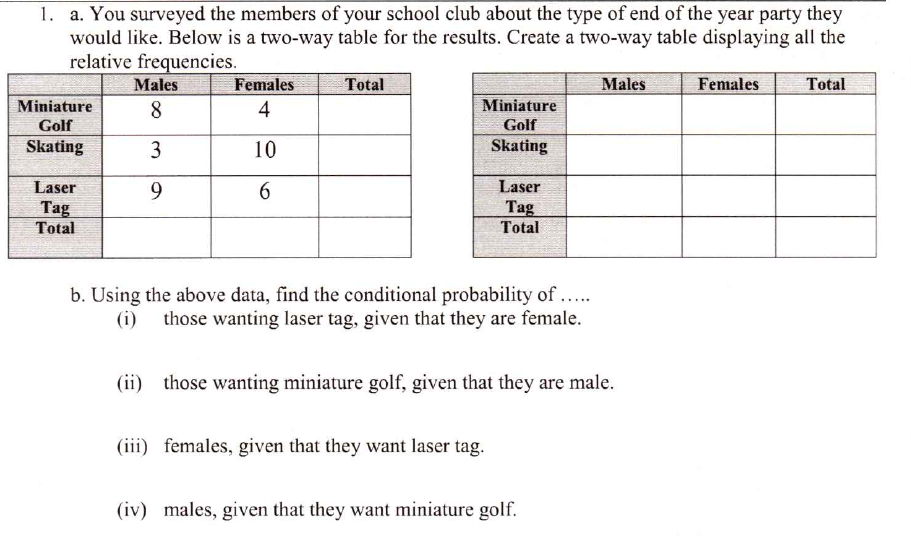 1. a. You surveyed the members of your school club about the type of end of the year party they
would like. Below is a two-way table for the results. Create a two-way table displaying all the
relative frequencies.
Males Females Total
Miniature Golf 8 4
Skating 3 10
Laser Tag 9 6
Total
Males Females Total
Miniature Golf
Skating
Laser Tag
Total
b. Using the above data, find the conditional probability of …..
(i) those wanting laser tag, given that they are female.
(ii) those wanting miniature golf, given that they are male.
(iii) females, given that they want laser tag.
(iv) males, given that they want miniature golf.